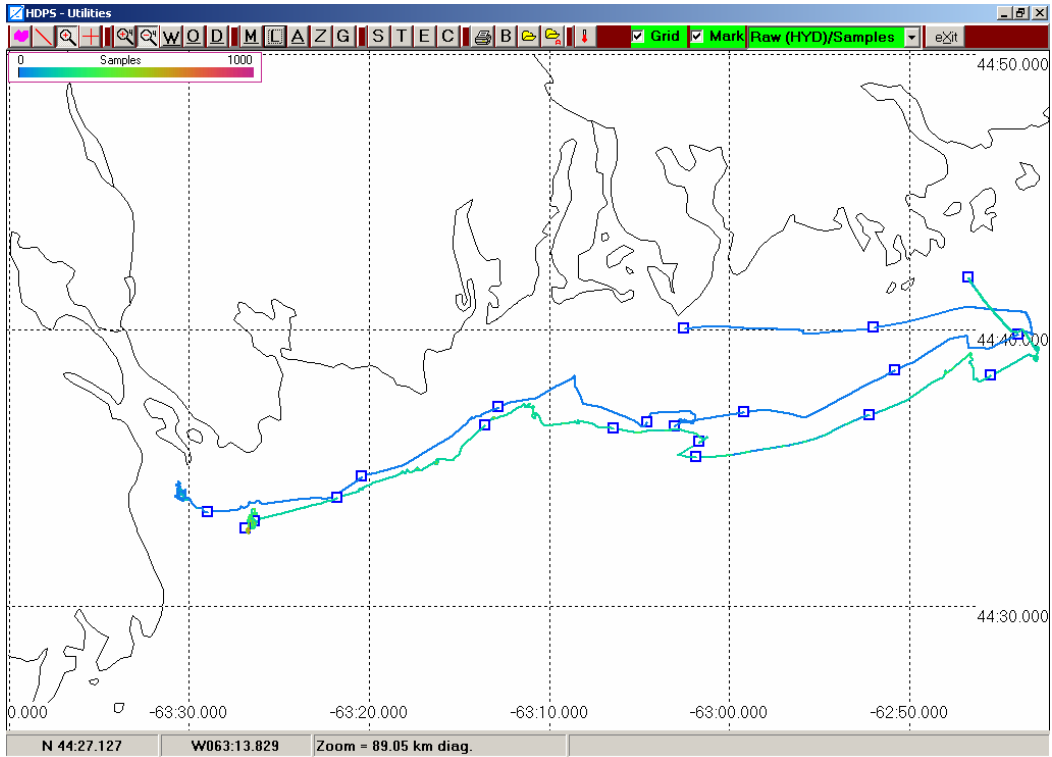 HDPS - Utilities
W O D M L A Z G S T E C B Grid Mark Raw (HYD)/Samples eXit
0 Samples 1000
44:50.000
44:40.000
44:30.000
0.000 -63:30.000 -63:20.000 -63:10.000 -63:00.000 -62:50.000
N 44:27.127 W063:13.829 Zoom = 89.05 km diag.